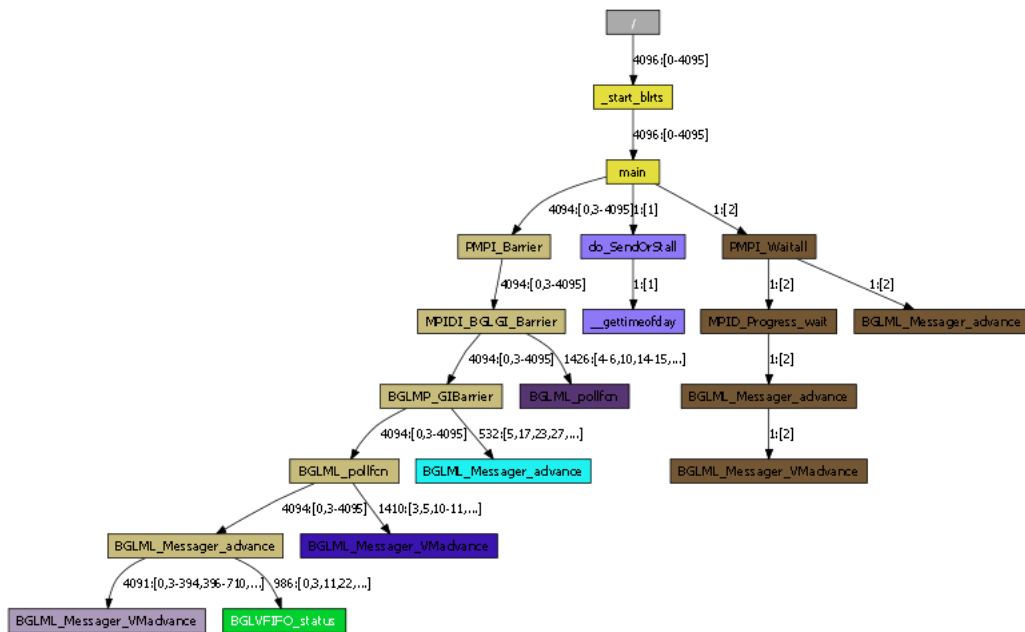 /
4096:[0-4095]
_start_blrts
4096:[0-4095]
main
4094:[0,3-4095]
1:[1]
1:[2]
PMPI_Barrier
do_SendOrStall
PMPI_Waitall
4094:[0,3-4095]
1:[1]
1:[2]
1:[2]
MPIDI_BGLGI_Barrier
__gettimeofday
MPID_Progress_wait
BGLML_Messager_advance
4094:[0,3-4095]
1426:[4-6,10,14-15,...]
1:[2]
BGLMP_GIBarrier
BGLML_pollfcn
BGLML_Messager_advance
4094:[0,3-4095]
532:[5,17,23,27,...]
1:[2]
BGLML_pollfcn
BGLML_Messager_advance
BGLML_Messager_VMadvance
4094:[0,3-4095]
1410:[3,5,10-11,...]
BGLML_Messager_advance
BGLML_Messager_VMadvance
4091:[0,3-394,396-710,...]
986:[0,3,11,22,...]
BGLML_Messager_VMadvance
BGLVFIFO_status